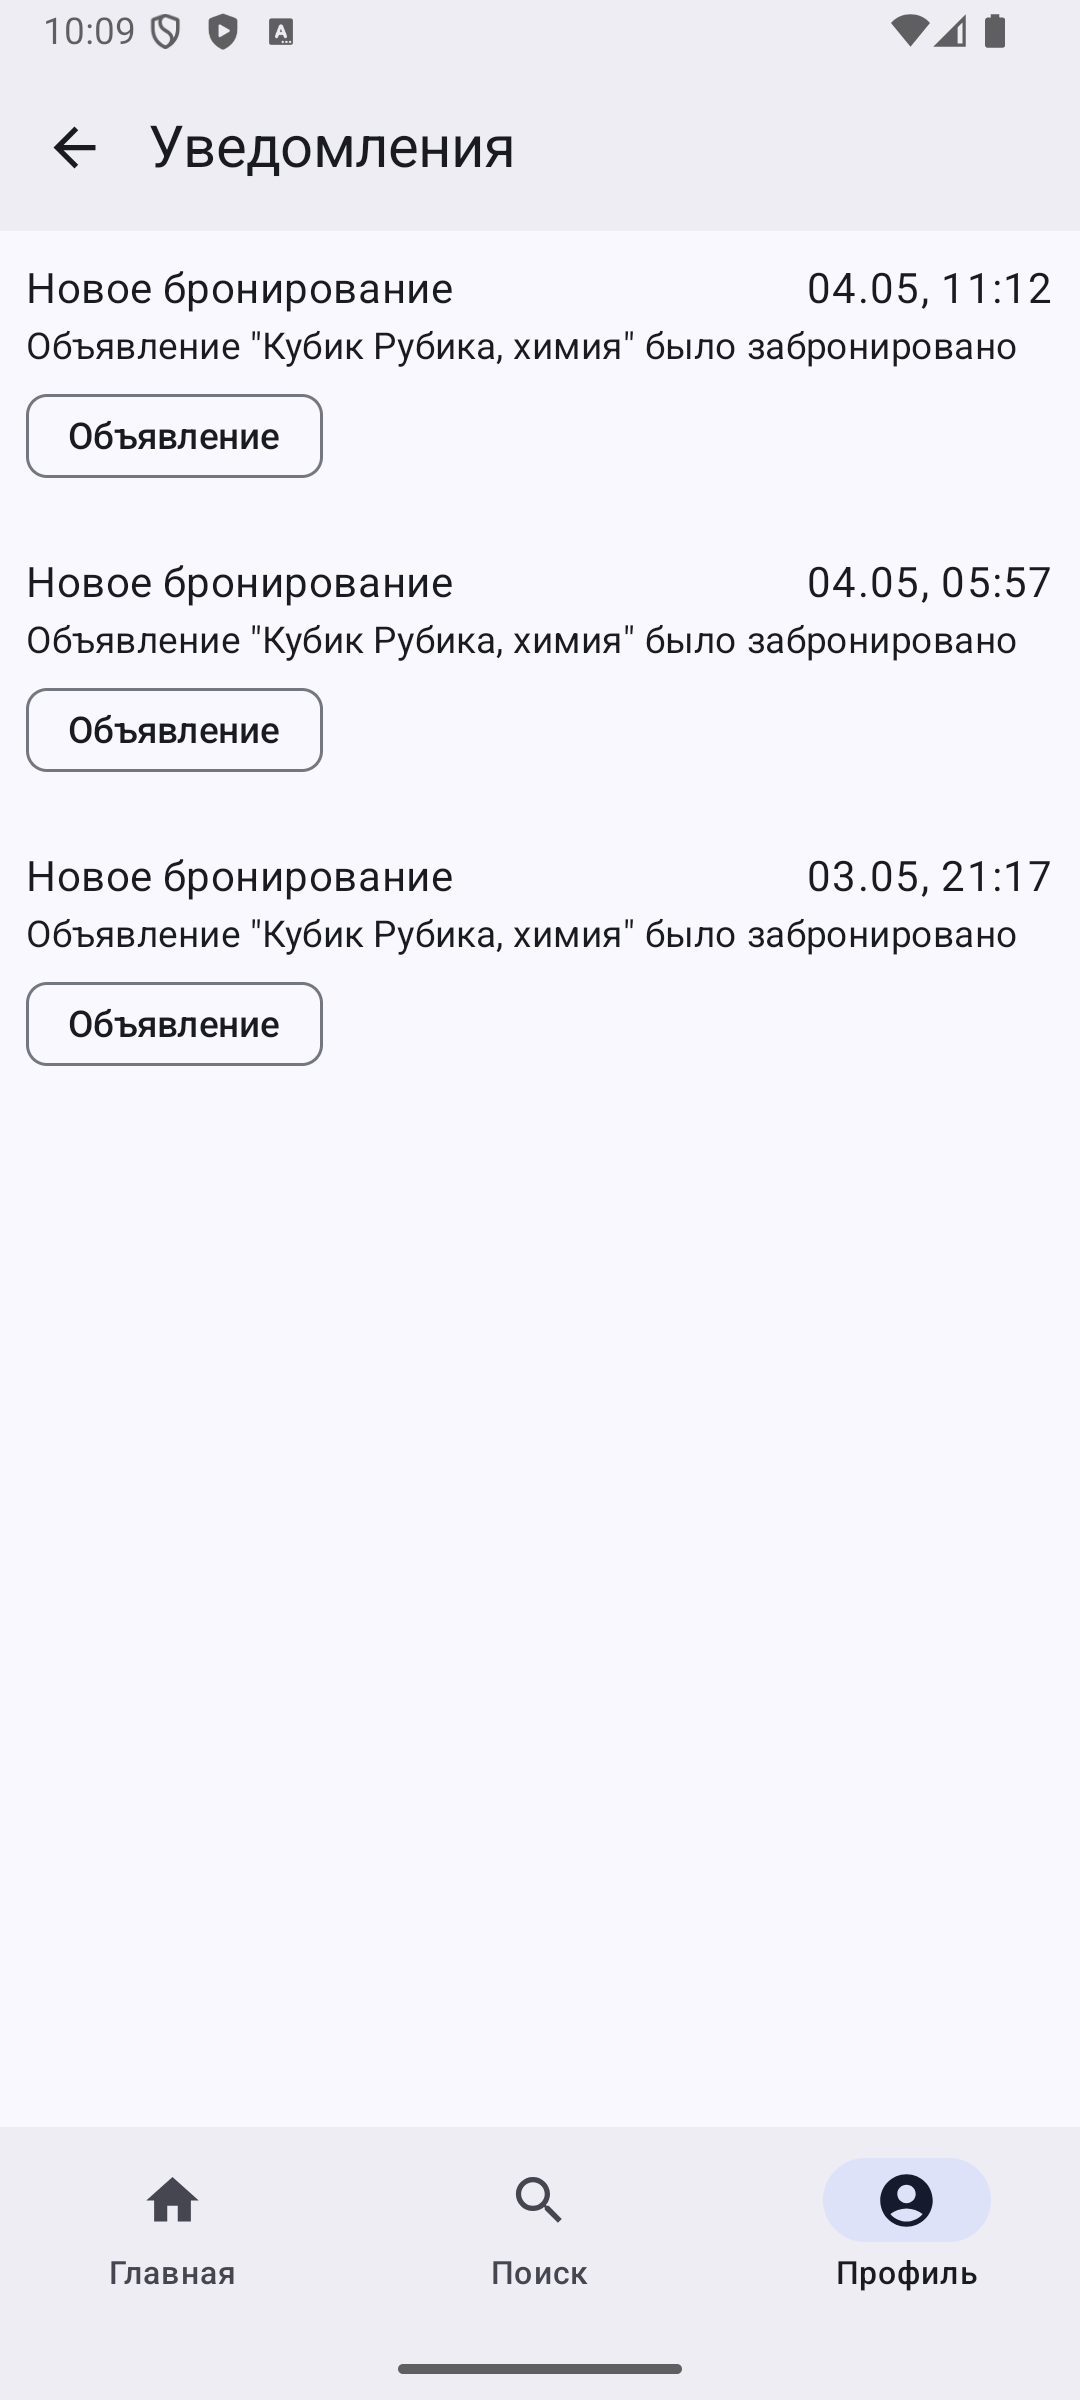 10:09
Уведомления
Новое бронирование 04.05, 11:12
Объявление "Кубик Рубика, химия" было забронировано
Объявление
Новое бронирование 04.05, 05:57
Объявление "Кубик Рубика, химия" было забронировано
Объявление
Новое бронирование 03.05, 21:17
Объявление "Кубик Рубика, химия" было забронировано
Объявление
Главная Поиск Профиль